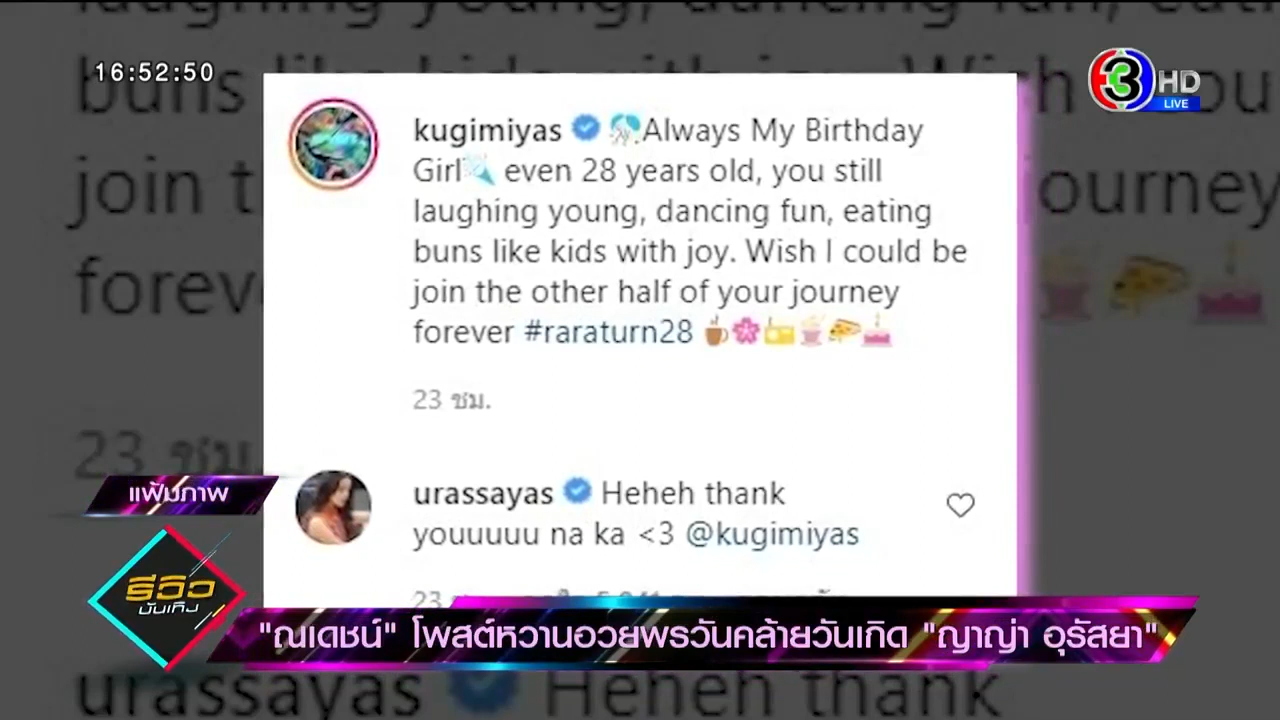 16:52:50
3 HD
LIVE
kugimiyas Always My Birthday
Girl even 28 years old, you still
laughing young, dancing fun, eating
buns like kids with joy. Wish I could be
join the other half of your journey
forever #raraturn28
23 ชม.
urassayas Heheh thank
youuuuu na ka <3 @kugimiyas
แฟ้มภาพ
รีวิว
บันเทิง
"ณเดชน์" โพสต์หวานอวยพรวันคล้ายวันเกิด "ญาญ่า อุรัสยา"